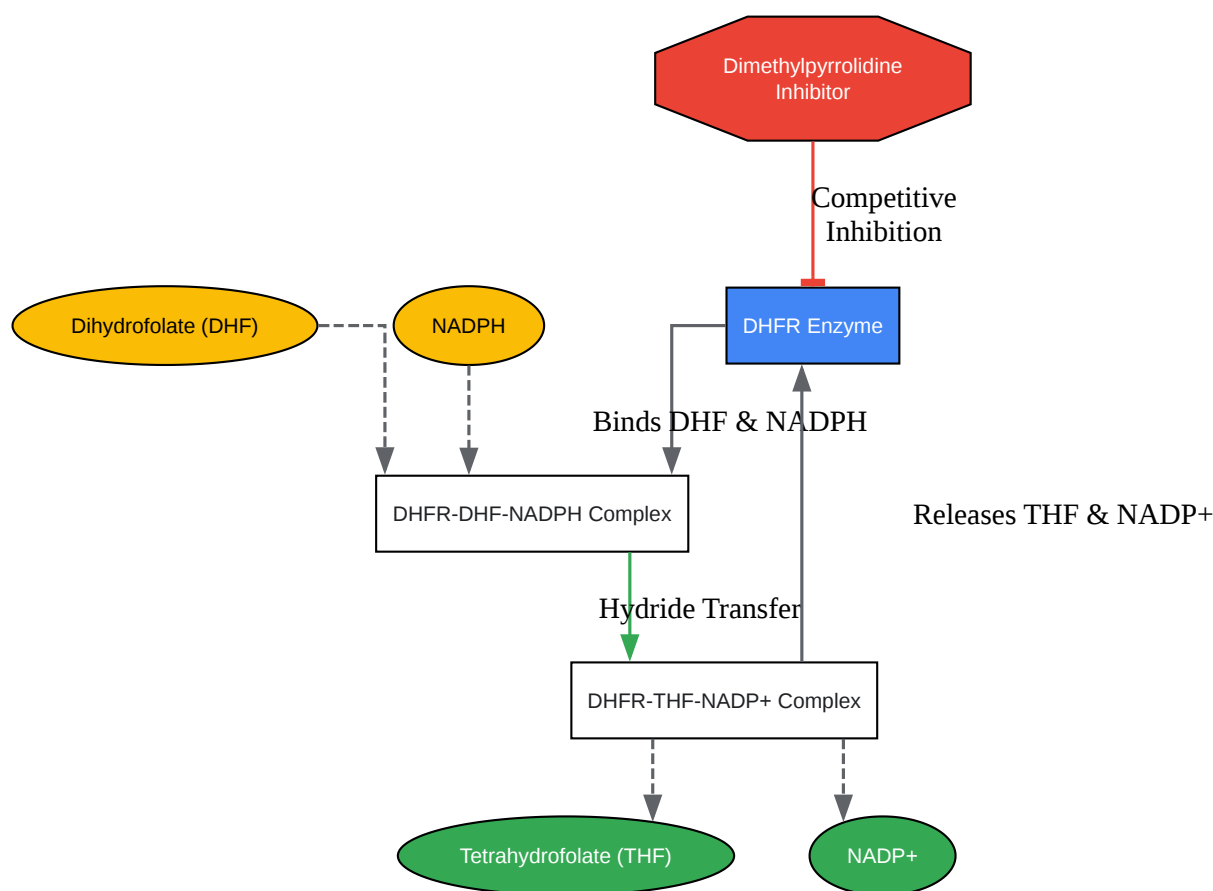 Dimethylpyrrolidine
Inhibitor
Competitive
Inhibition
Dihydrofolate (DHF)
NADPH
DHFR Enzyme
Binds DHF & NADPH
DHFR-DHF-NADPH Complex
Releases THF & NADP+
Hydride Transfer
DHFR-THF-NADP+ Complex
Tetrahydrofolate (THF)
NADP+